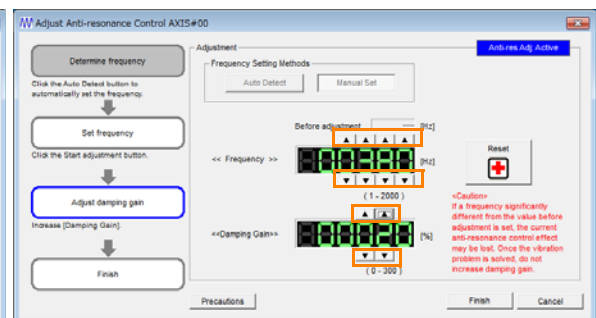 Adjust Anti-resonance Control AXIS#00
Determine frequency
Click the Auto Detect button to
automatically set the frequency.
Set frequency
Click the Start adjustment button.
Adjust damping gain
Increase [Damping Gain].
Finish
Adjustment
Anti-res Adj Active
Frequency Setting Methods
Auto Detect
Manual Set
Before adjustment
---
[Hz]
<< Frequency >>
[Hz]
(1 - 2000 )
<<Damping Gain>>
[%]
(0 - 300 )
Reset
<Caution>
If a frequency significantly
different from the value before
adjustment is set, the current
anti-resonance control effect
may be lost. Once the vibration
problem is solved, do not
increase damping gain.
Precautions
Finish
Cancel